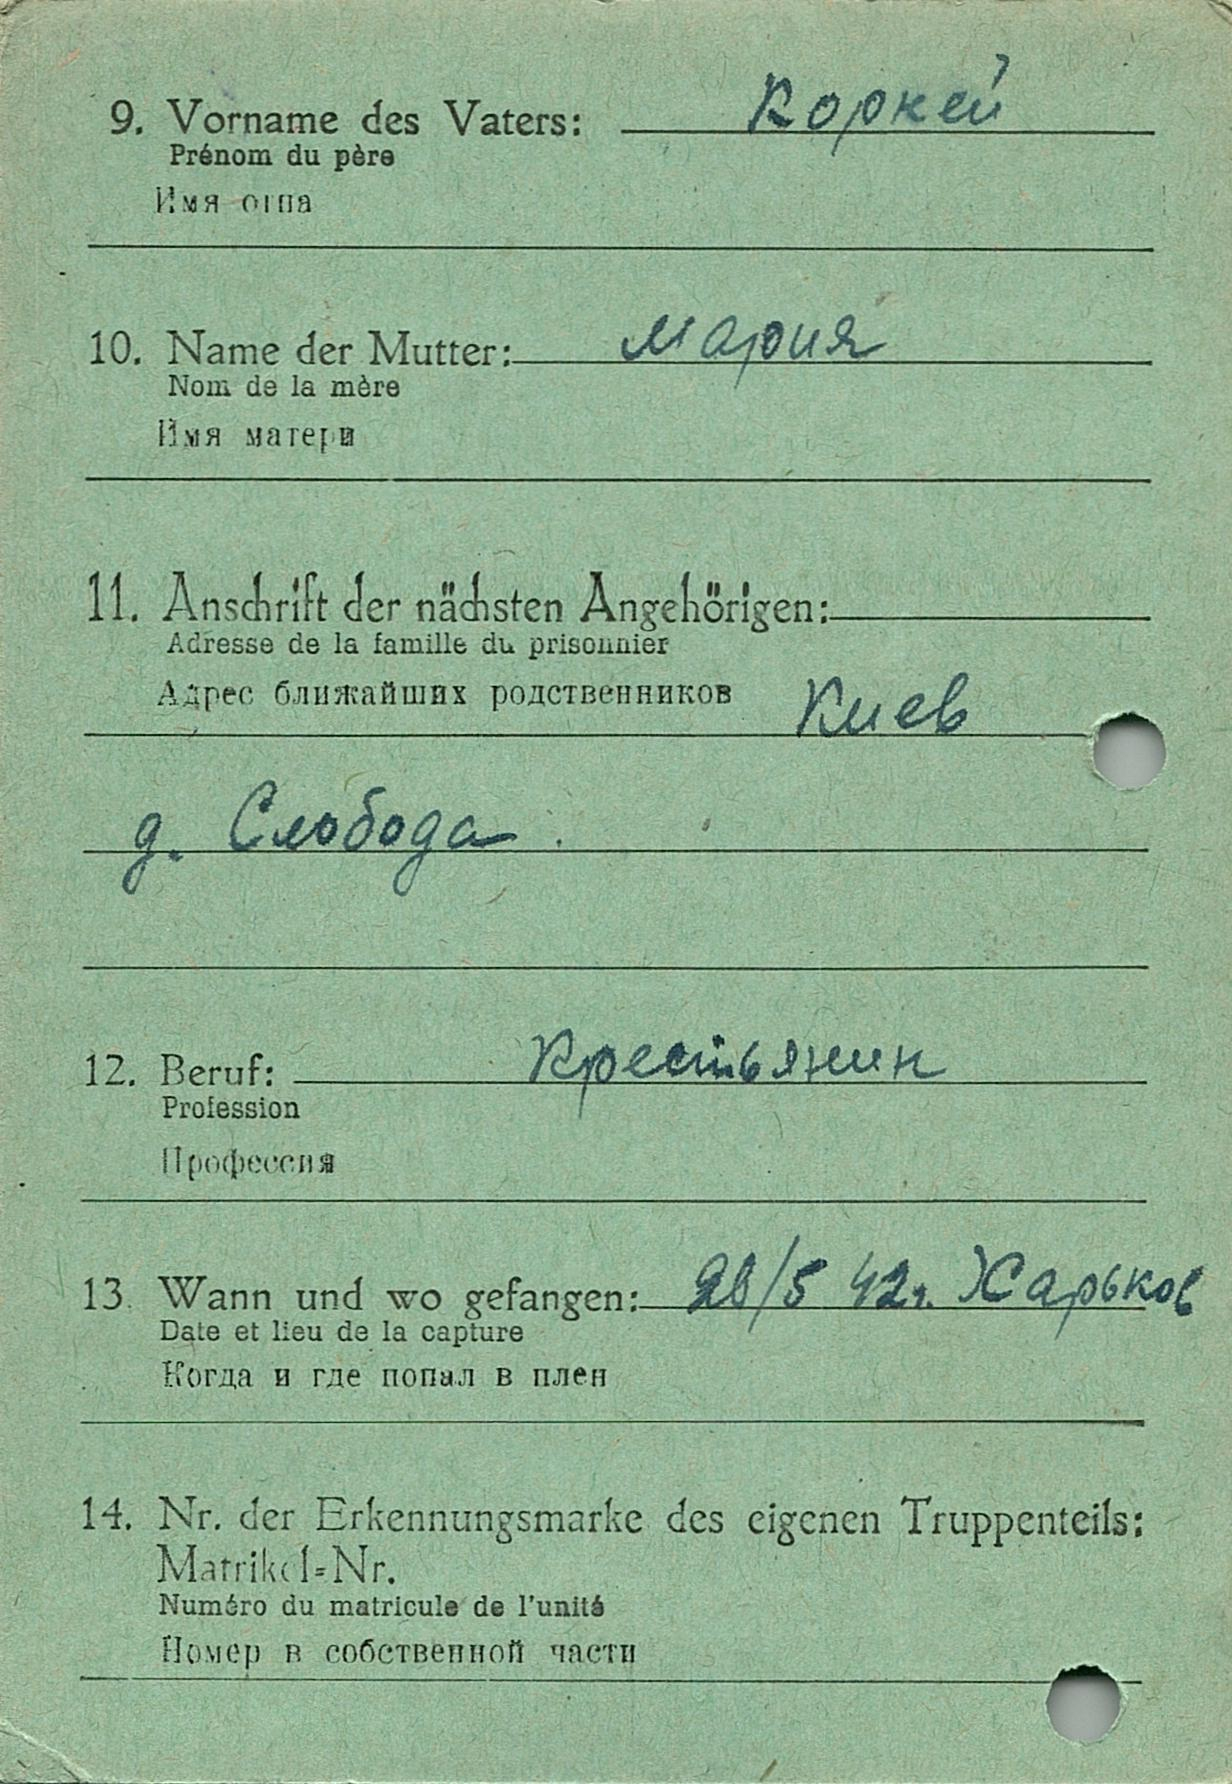 9. Vorname des Vaters: Коркей
Prénom du père
Имя отца
10. Name der Mutter: Мария
Nom de la mère
Имя матери
11. Anschrift der nächsten Angehörigen:
Adresse de la famille du prisonnier
Адрес ближайших родственников Киев
д. Слобода
12. Beruf: Крестьянин
Profession
Профессия
13. Wann und wo gefangen: 28/5 42г. Харьков
Date et lieu de la capture
Когда и где попал в плен
14. Nr. der Erkennungsmarke des eigenen Truppenteils:
Matrikel=Nr.
Numéro du matricule de l'unité
Номер в собственной части